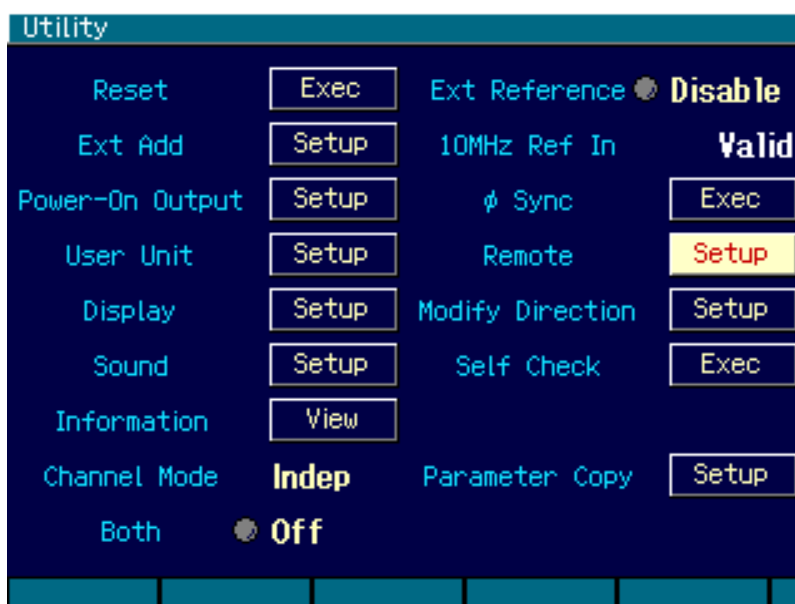 Utility
Reset Exec Ext Reference Disable
Ext Add Setup 10MHz Ref In Valid
Power-On Output Setup ϕ Sync Exec
User Unit Setup Remote Setup
Display Setup Modify Direction Setup
Sound Setup Self Check Exec
Information View
Channel Mode Indep Parameter Copy Setup
Both Off